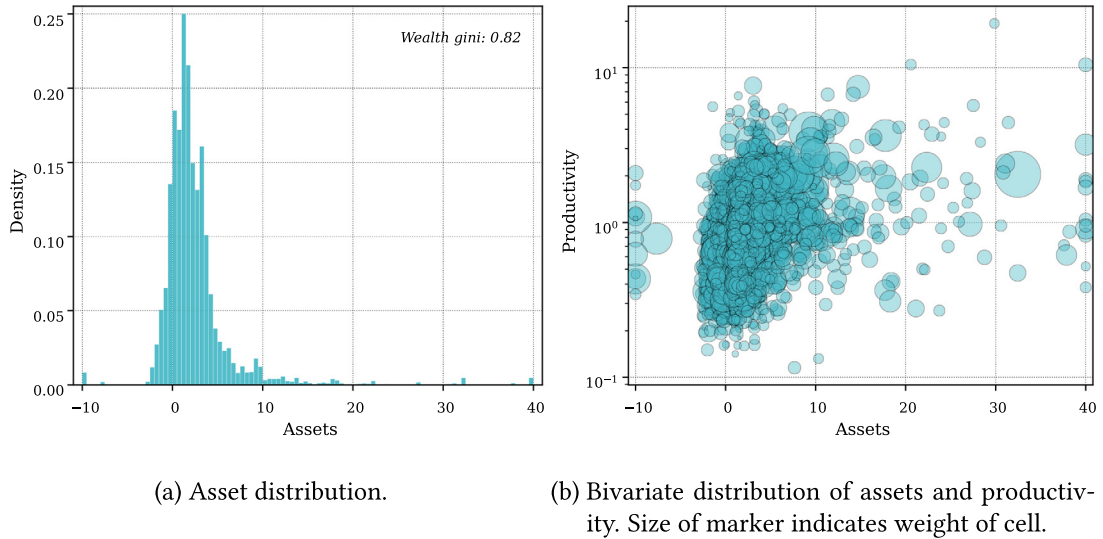 0.25
0.20
0.15
0.10
0.05
0.00
Density
Wealth gini: 0.82
−10 0 10 20 30 40
Assets
10¹
10⁰
10⁻¹
Productivity
−10 0 10 20 30 40
Assets
(a) Asset distribution.
(b) Bivariate distribution of assets and productiv-
ity. Size of marker indicates weight of cell.